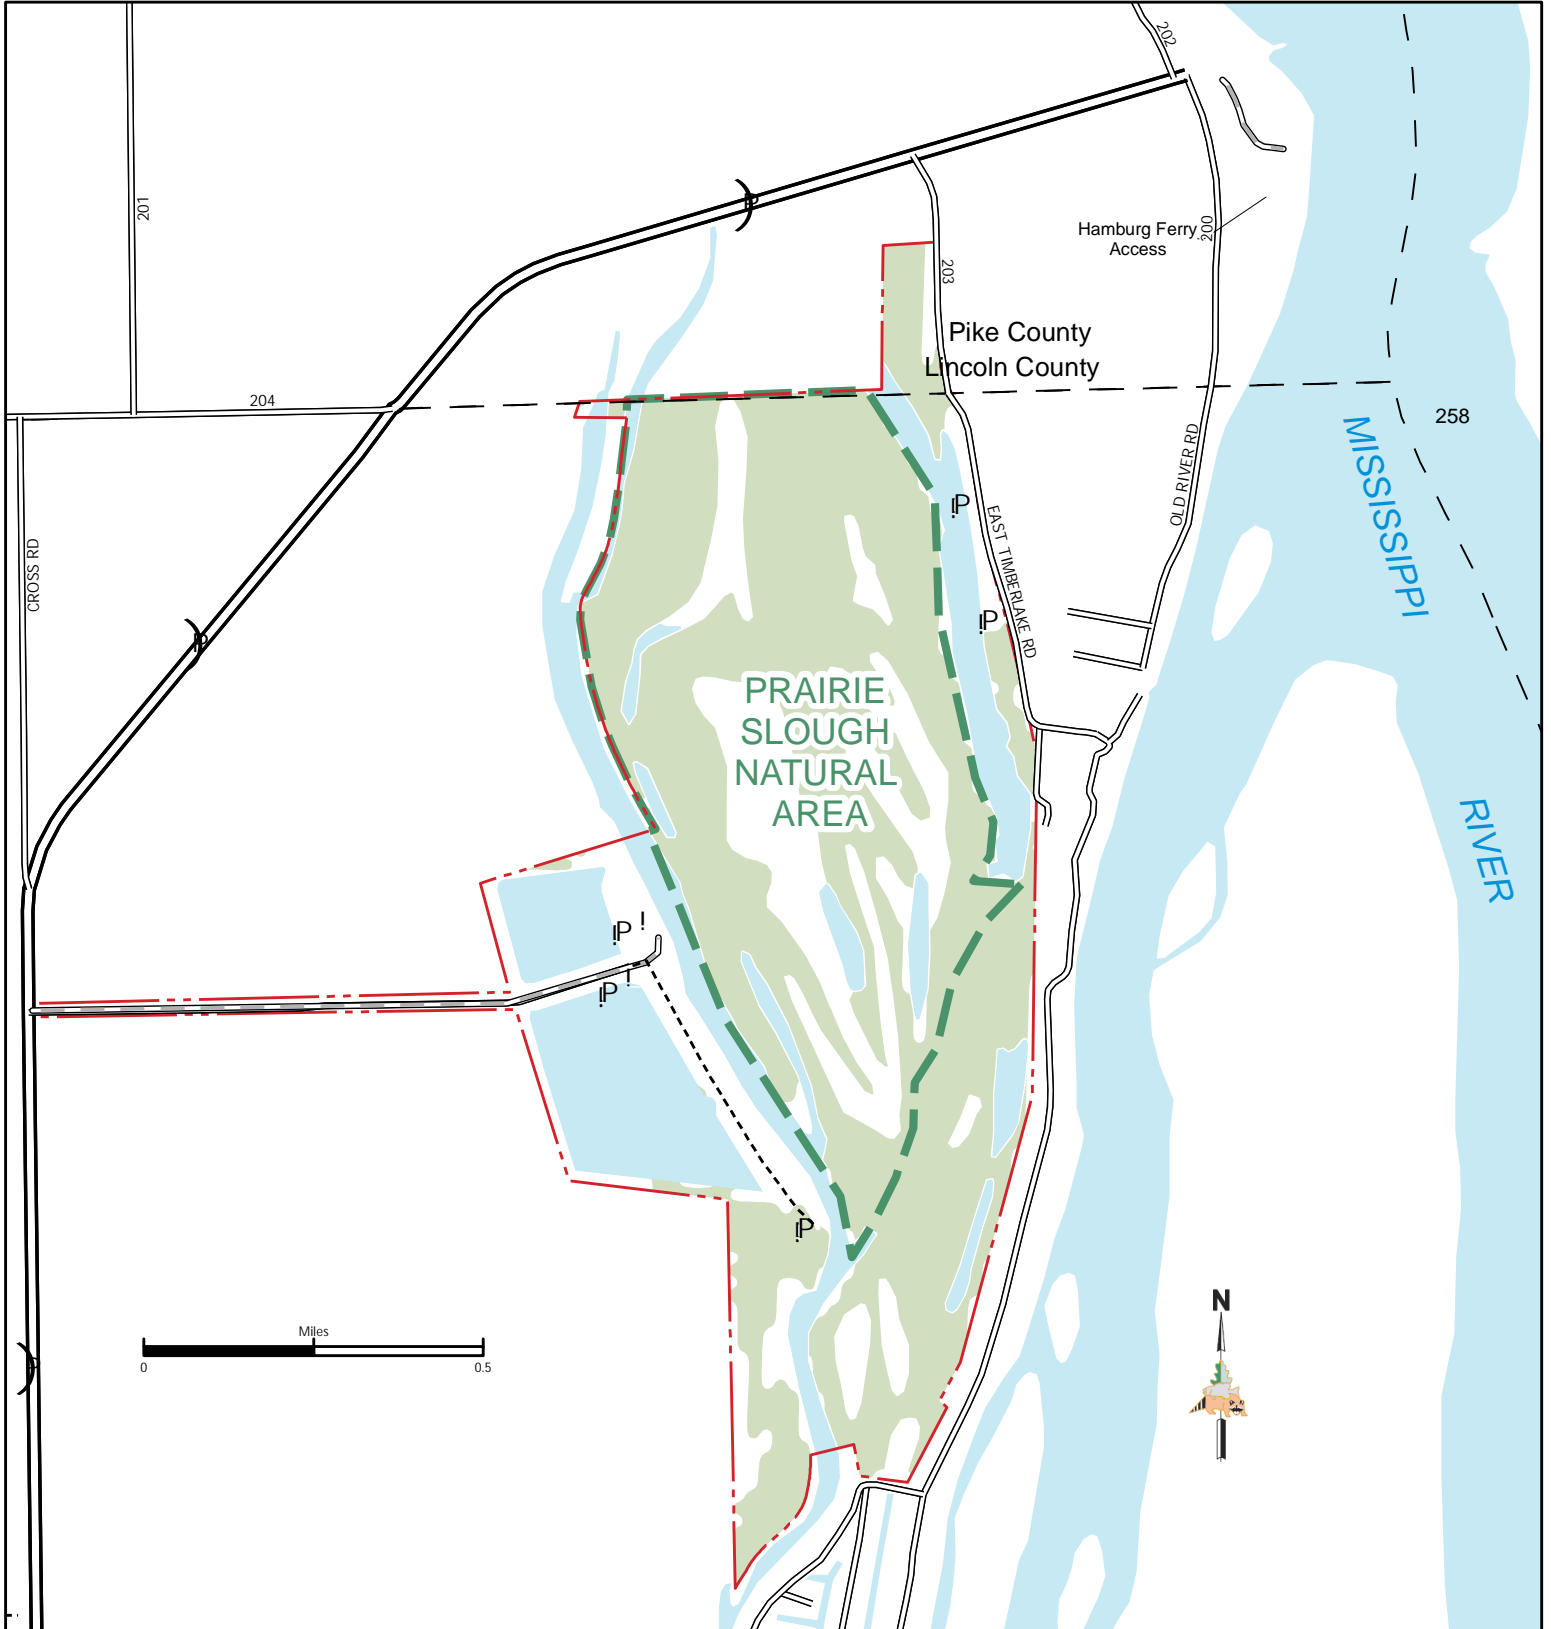 202
201
P
Hamburg Ferry
Access
200
203
Pike County
Lincoln County
204
258
MISSISSIPPI
OLD RIVER RD
P
EAST TIMBERLAKE RD
CROSS RD
P
P
PRAIRIE
SLOUGH
NATURAL
AREA
RIVER
P
P
P
N
Miles
0
0.5